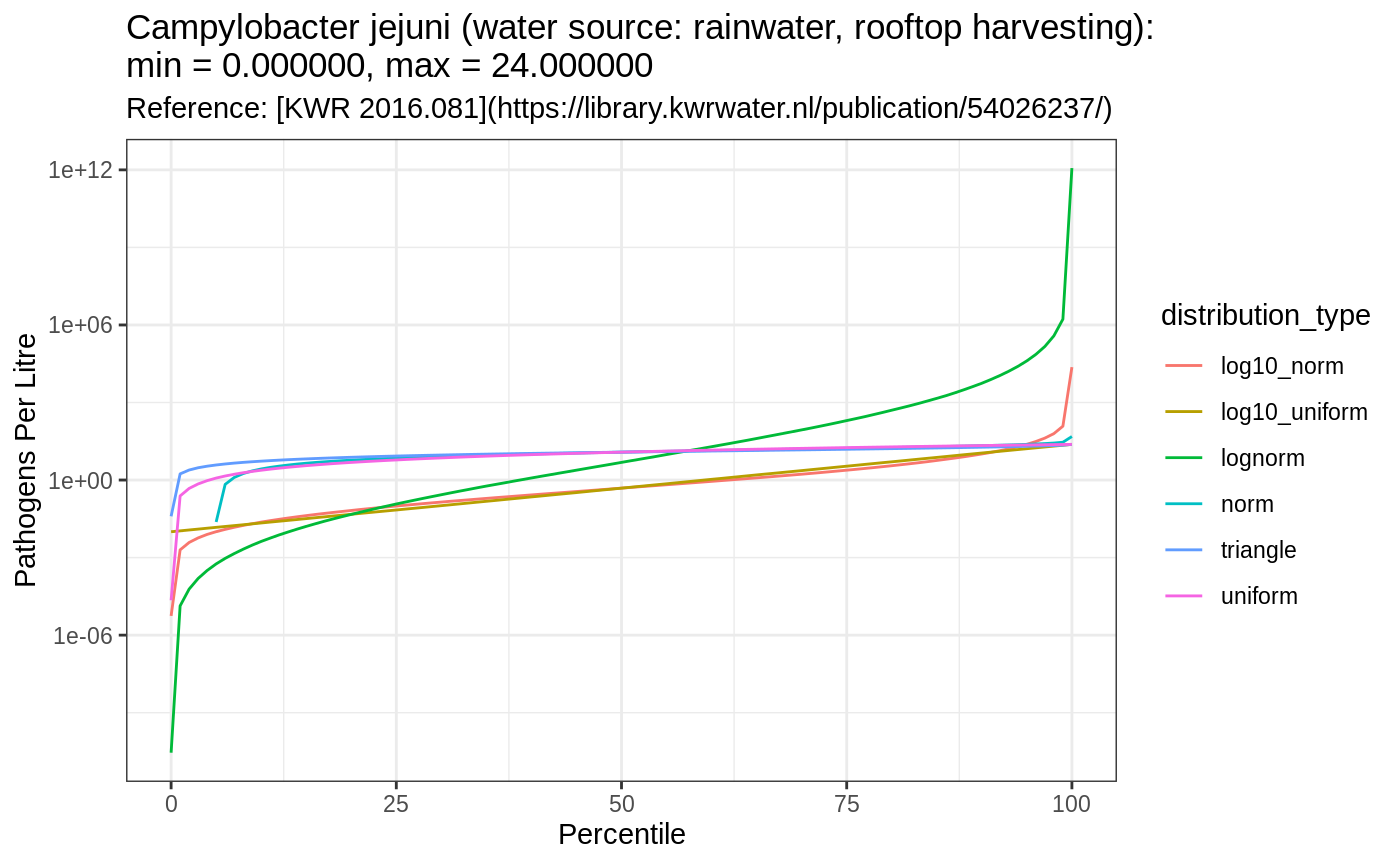 Campylobacter jejuni (water source: rainwater, rooftop harvesting):
min = 0.000000, max = 24.000000
Reference: [KWR 2016.081](https://library.kwrwater.nl/publication/54026237/)
Pathogens Per Litre
1e+12
1e+06
1e+00
1e-06
0
25
50
75
100
Percentile
distribution_type
log10_norm
log10_uniform
lognorm
norm
triangle
uniform